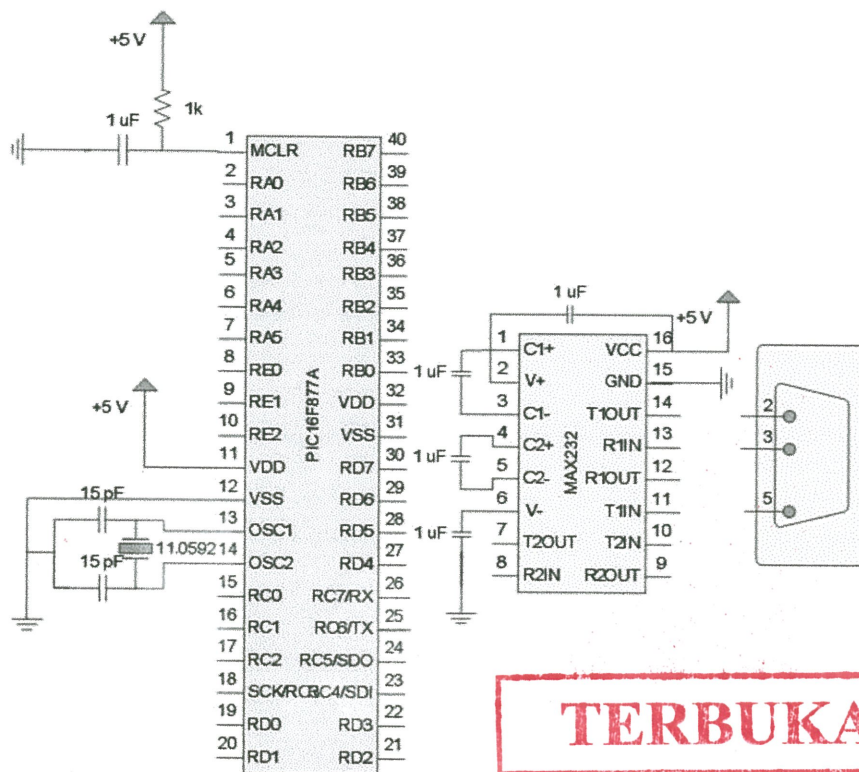 +5 V
1k
1 uF
PIC16F877A
1 MCLR RB7 40
2 RA0 RB6 39
3 RA1 RB5 38
4 RA2 RB4 37
5 RA3 RB3 36
6 RA4 RB2 35
7 RA5 RB1 34
8 RE0 RB0 33
9 RE1 VDD 32
10 RE2 VSS 31
11 VDD RD7 30
12 VSS RD6 29
13 OSC1 RD5 28
14 OSC2 RD4 27
15 RC0 RC7/RX 26
16 RC1 RC6/TX 25
17 RC2 RC5/SDO 24
18 SCK/RC3 RC4/SDI 23
19 RD0 RD3 22
20 RD1 RD2 21
+5 V
15 pF
11.0592
15 pF
1 uF
+5 V
MAX232
1 C1+ VCC 16
2 V+ GND 15
3 C1- T1OUT 14
4 C2+ R1IN 13
5 C2- R1OUT 12
6 V- T1IN 11
7 T2OUT T2IN 10
8 R2IN R2OUT 9
1 uF
1 uF
1 uF
2
3
5
TERBUKA